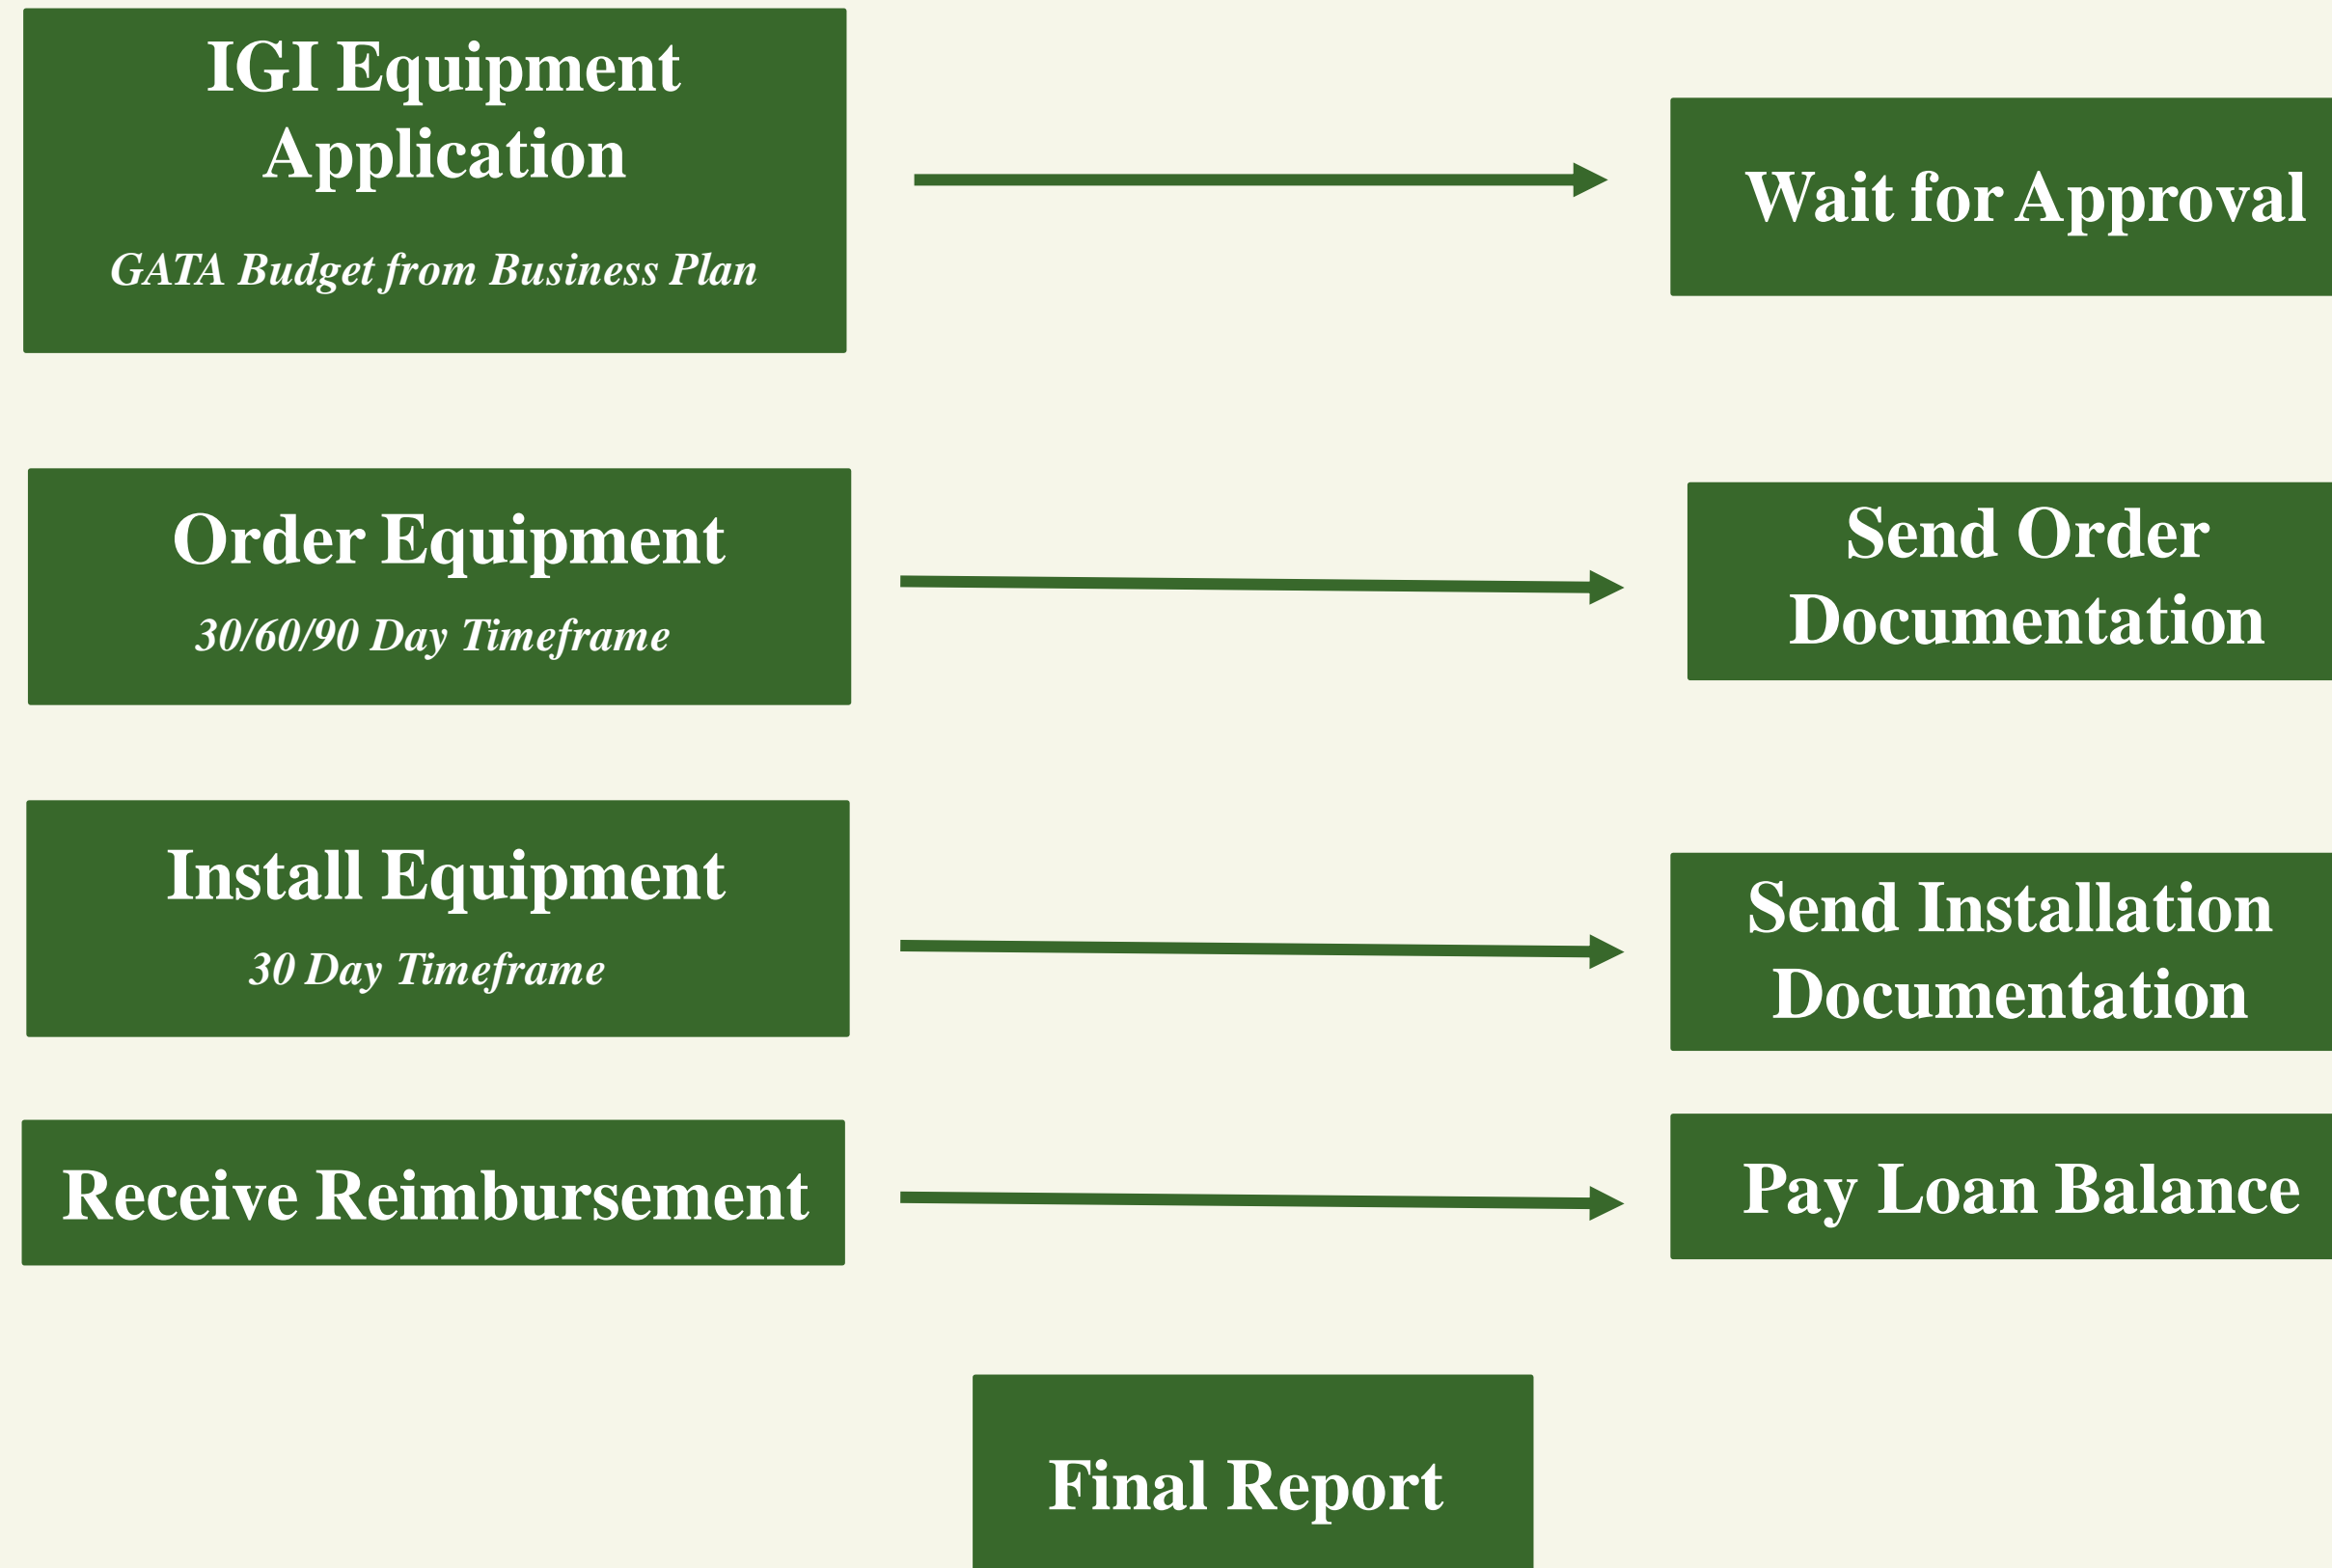 IGI Equipment
Application
CATA Budget from Business Plan
Wait for Approval
Order Equipment
30/60/90 Day Timeframe
Send Order
Documentation
Install Equipment
30 Day Timeframe
Send Installation
Documentation
Receive Reimbursement
Pay Loan Balance
Final Report